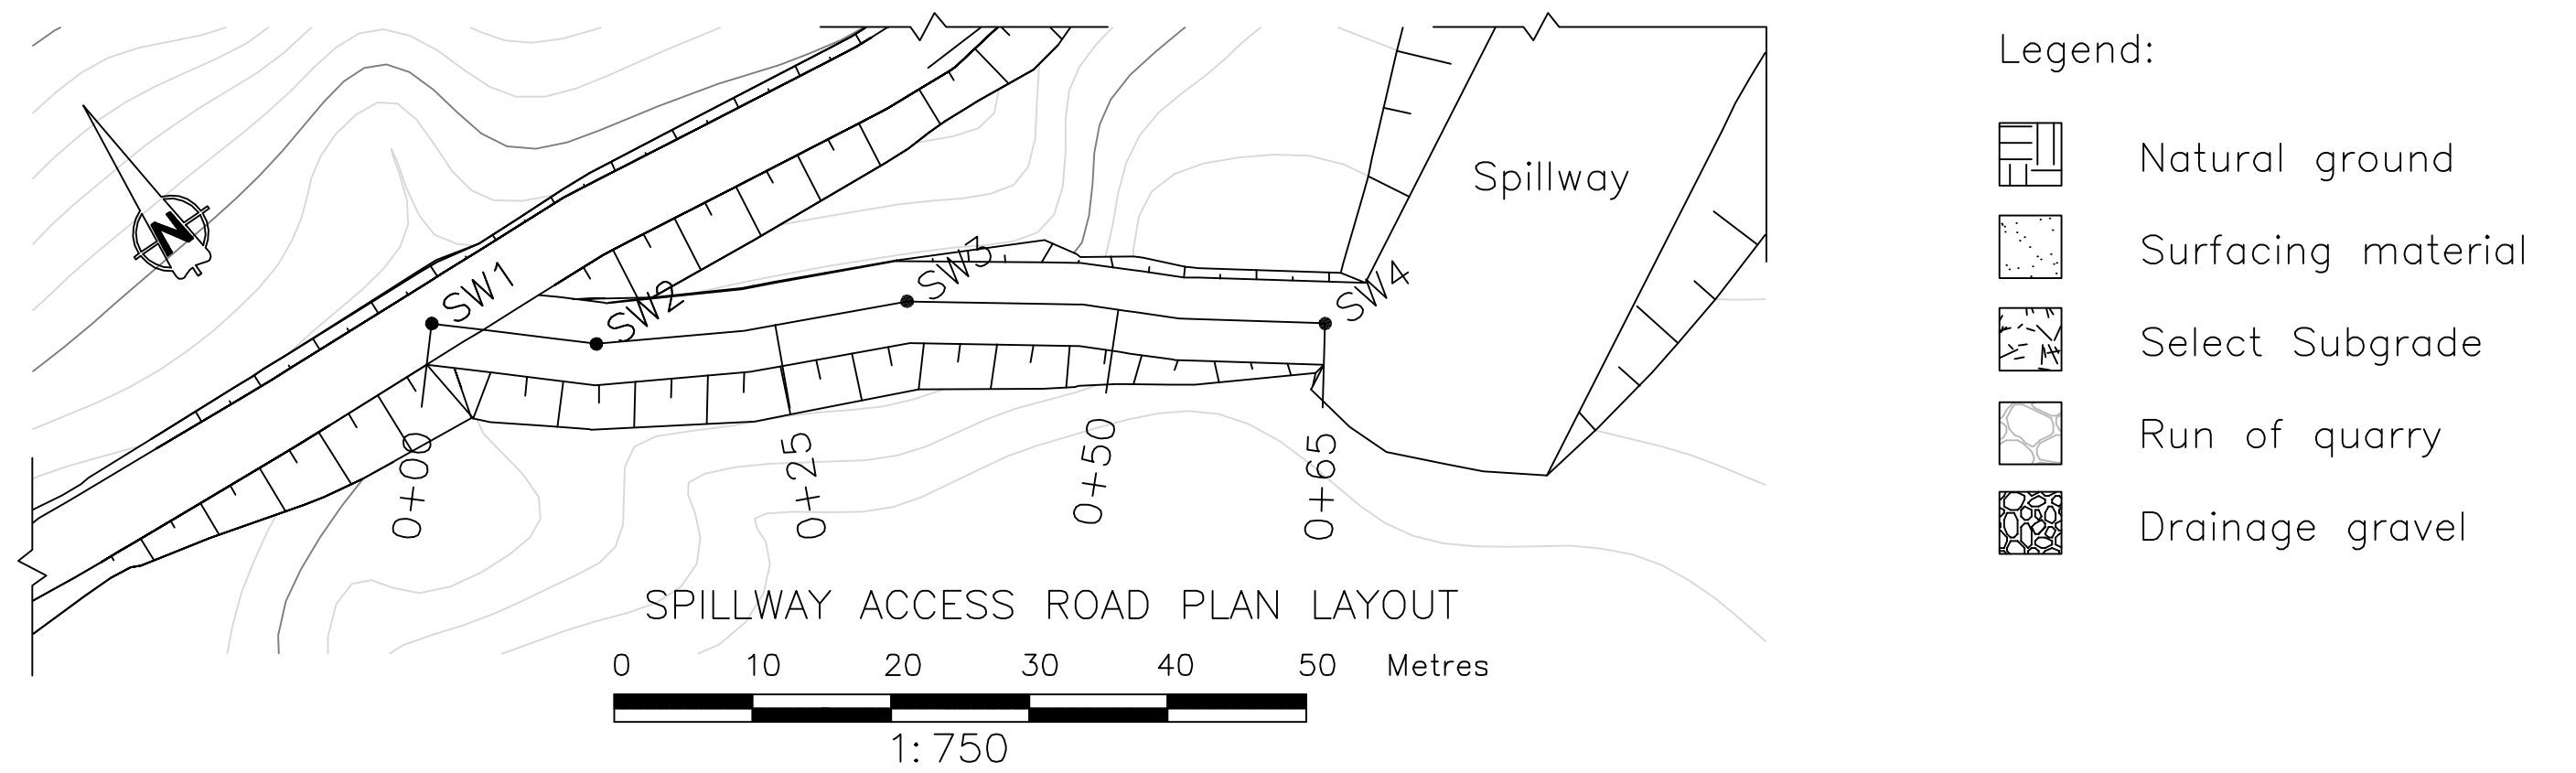 Legend:
Natural ground
Surfacing material
Select Subgrade
Run of quarry
Drainage gravel
N
Spillway
SW1
SW2
SW3
SW4
0+00
0+25
0+50
0+65
SPILLWAY ACCESS ROAD PLAN LAYOUT
0 10 20 30 40 50 Metres
1: 750